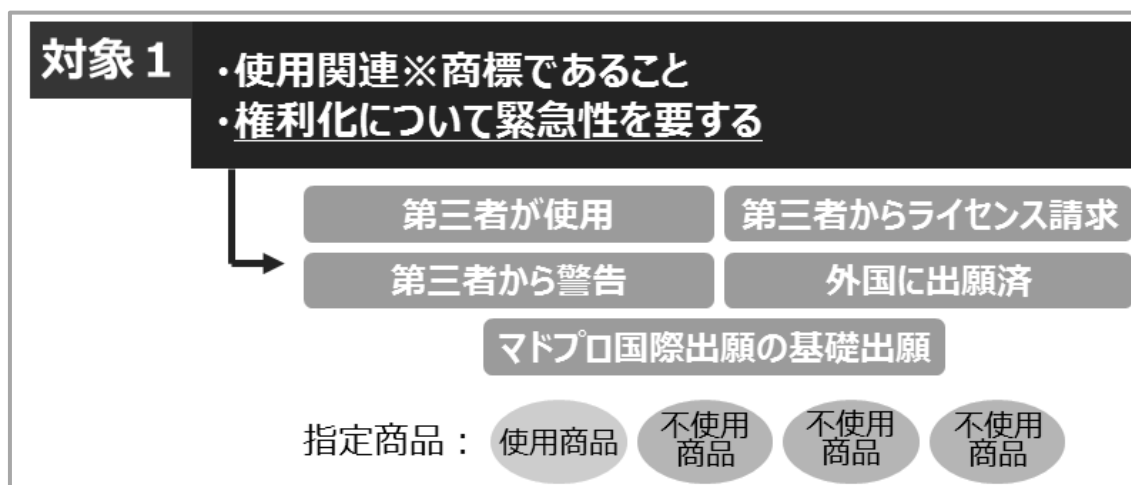 対象1
・使用関連※商標であること
・権利化について緊急性を要する
第三者が使用
第三者からライセンス請求
第三者から警告
外国に出願済
マドプロ国際出願の基礎出願
指定商品：
使用商品
不使用
商品
不使用
商品
不使用
商品